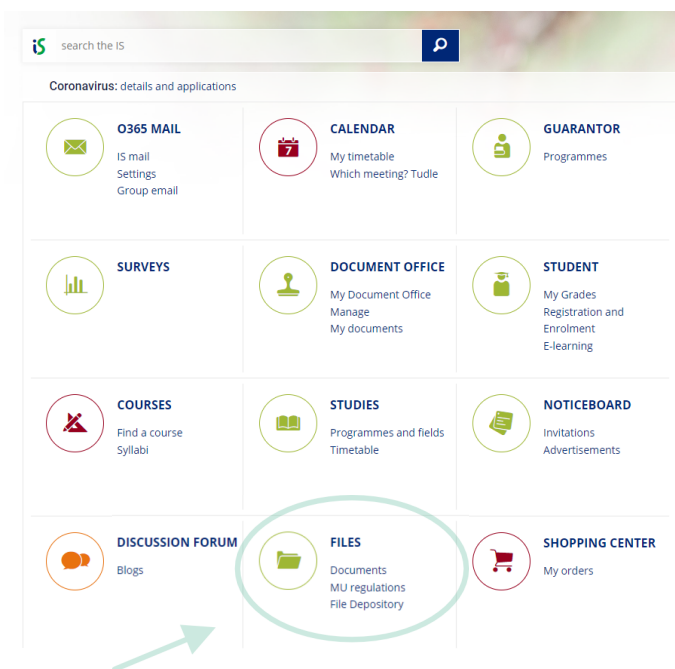 iS search the IS
Coronavirus: details and applications
O365 MAIL
IS mail
Settings
Group email
CALENDAR
7
My timetable
Which meeting? Tudle
GUARANTOR
Programmes
SURVEYS
DOCUMENT OFFICE
My Document Office
Manage
My documents
STUDENT
My Grades
Registration and
Enrolment
E-learning
COURSES
Find a course
Syllabi
STUDIES
Programmes and fields
Timetable
NOTICEBOARD
Invitations
Advertisements
DISCUSSION FORUM
Blogs
FILES
Documents
MU regulations
File Depository
SHOPPING CENTER
My orders